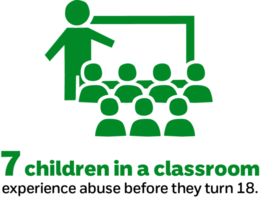 7 children in a classroom
experience abuse before they turn 18.